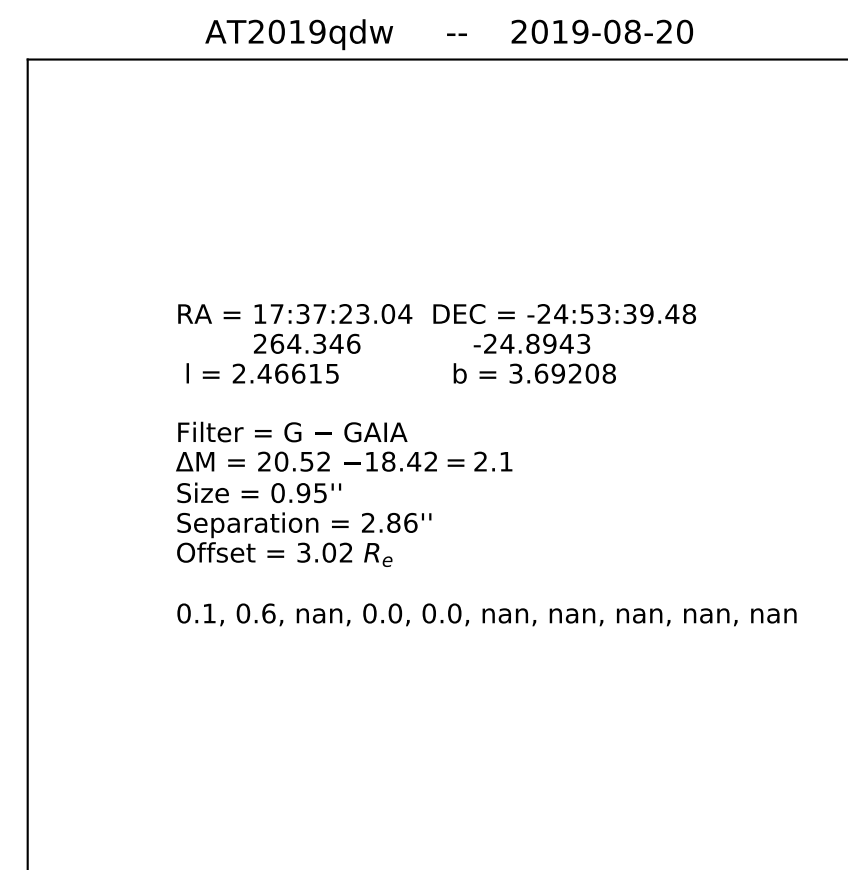 AT2019qdw -- 2019-08-20
RA = 17:37:23.04 DEC = -24:53:39.48
264.346 -24.8943
l = 2.46615 b = 3.69208
Filter = G − GAIA
ΔM = 20.52 −18.42 = 2.1
Size = 0.95''
Separation = 2.86''
Offset = 3.02 Re
0.1, 0.6, nan, 0.0, 0.0, nan, nan, nan, nan, nan